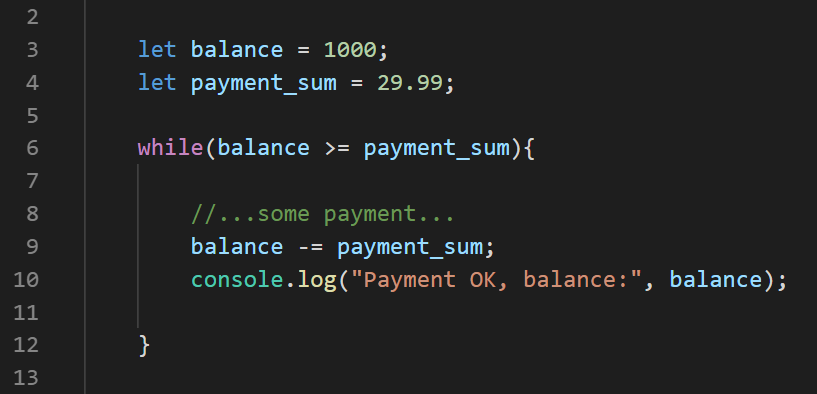 2
3 let balance = 1000;
4 let payment_sum = 29.99;
5
6 while(balance >= payment_sum){
7
8 //...some payment...
9 balance -= payment_sum;
10 console.log("Payment OK, balance:", balance);
11
12 }
13